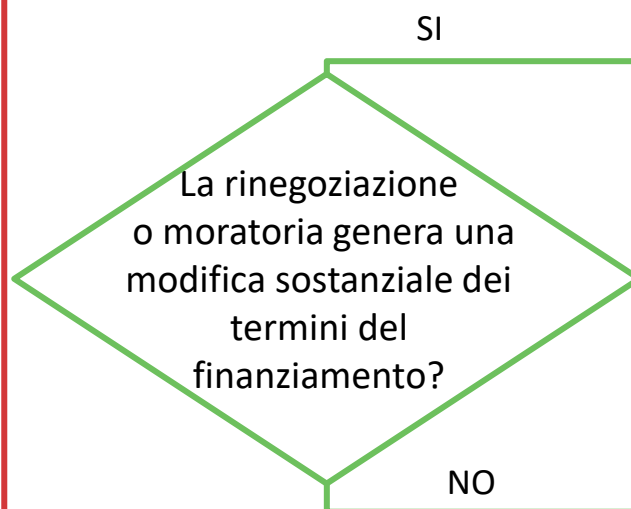 SI
La rinegoziazione
o moratoria genera una
modifica sostanziale dei
termini del
finanziamento?
NO